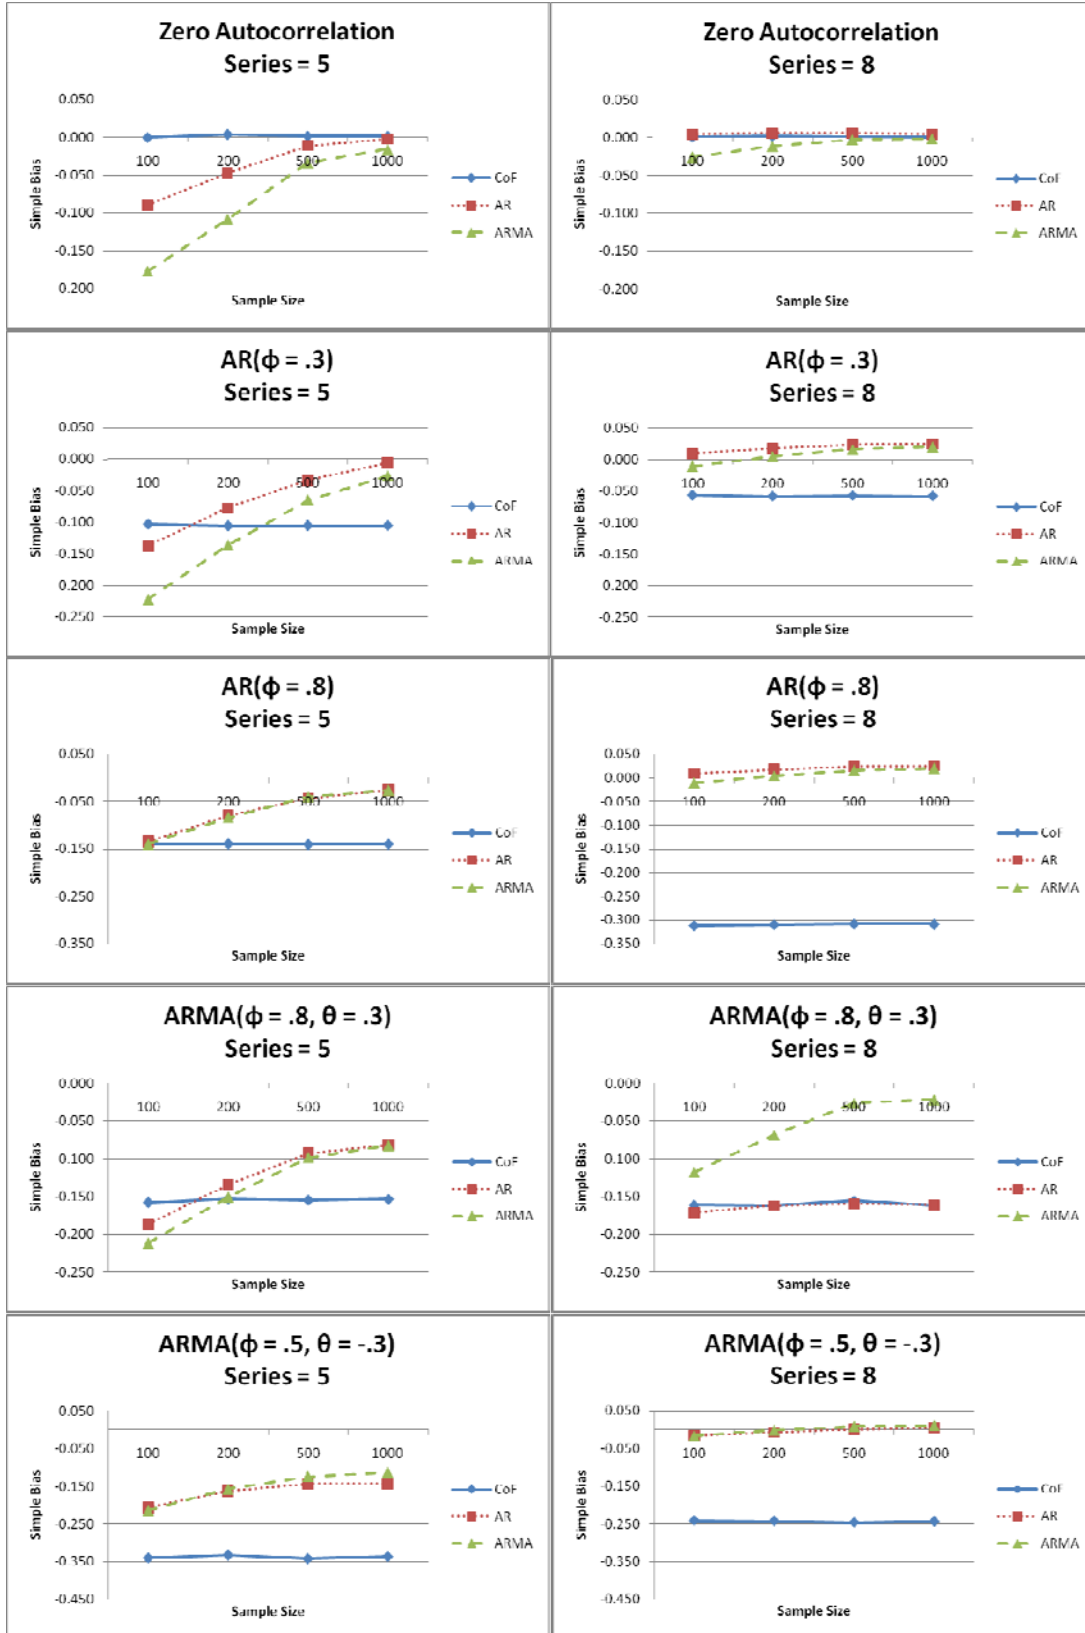 Zero Autocorrelation
Series = 5
0.050
0.000
-0.050
-0.100
-0.150
0.200
100
200
500
1000
Simple Bias
Sample Size
CoF
AR
ARMA
Zero Autocorrelation
Series = 8
0.050
0.000
-0.050
-0.100
-0.150
-0.200
100
200
500
1000
Simple Bias
Sample Size
CoF
AR
ARMA
AR(ϕ = .3)
Series = 5
0.050
0.000
-0.050
-0.100
-0.150
0.200
-0.250
100
200
500
1000
Simple Bias
Sample Size
CoF
AR
ARMA
AR(ϕ = .3)
Series = 8
0.050
0.000
-0.050
-0.100
-0.150
0.200
-0.250
100
200
500
1000
Simple Bias
Sample Size
CoF
AR
ARMA
AR(ϕ = .8)
Series = 5
0.050
-0.050
-0.150
-0.250
-0.350
100
200
500
1000
Simple Bias
Sample Size
CoF
AR
ARMA
AR(ϕ = .8)
Series = 8
0.050
0.000
-0.050
-0.100
-0.150
-0.200
-0.250
-0.300
-0.350
100
200
500
1000
Simple Bias
Sample Size
CoF
AR
ARMA
ARMA(ϕ = .8, θ = .3)
Series = 5
0.000
0.050
0.100
-0.150
-0.200
-0.250
100
200
500
1000
Simple Bias
Sample Size
CoF
AR
ARMA
ARMA(ϕ = .8, θ = .3)
Series = 8
0.000
0.050
0.100
-0.150
-0.200
-0.250
100
200
500
1000
Simple Bias
Sample Size
CoF
AR
ARMA
ARMA(ϕ = .5, θ = -.3)
Series = 5
0.050
-0.050
-0.150
-0.250
-0.350
-0.450
100
200
500
1000
Simple Bias
Sample Size
CoF
AR
ARMA
ARMA(ϕ = .5, θ = -.3)
Series = 8
0.050
-0.050
-0.150
-0.250
-0.350
-0.450
100
200
500
1000
Simple Bias
Sample Size
CoF
AR
ARMA